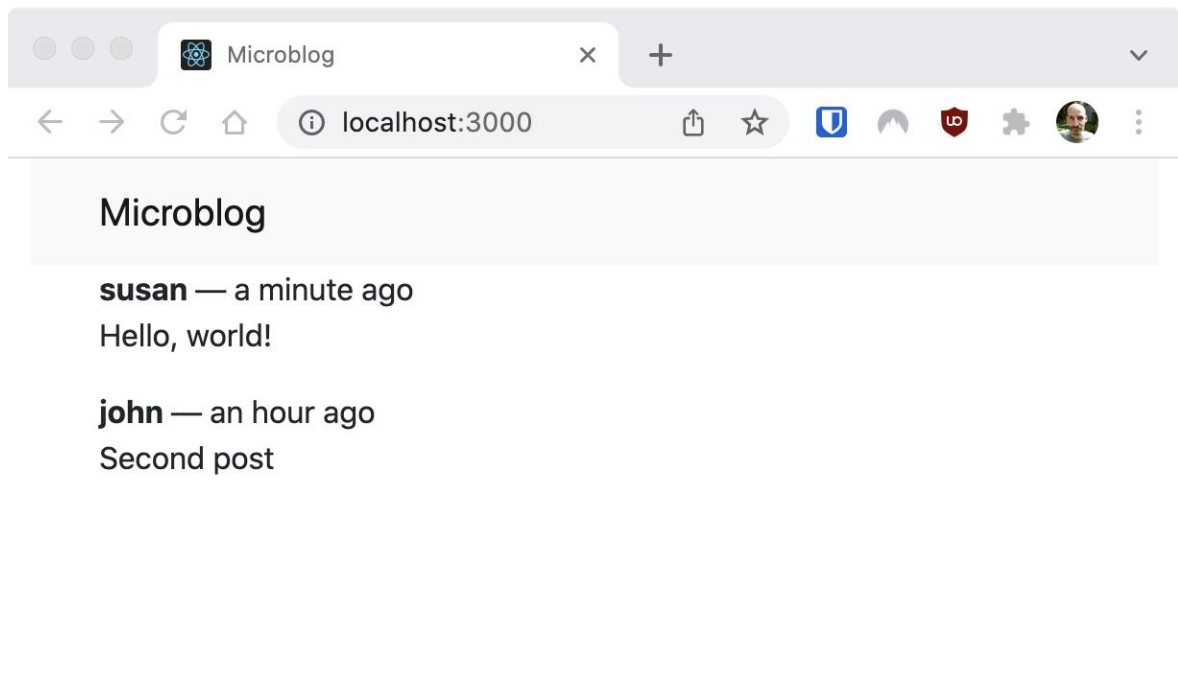 Microblog
localhost:3000
Microblog
susan — a minute ago
Hello, world!
john — an hour ago
Second post